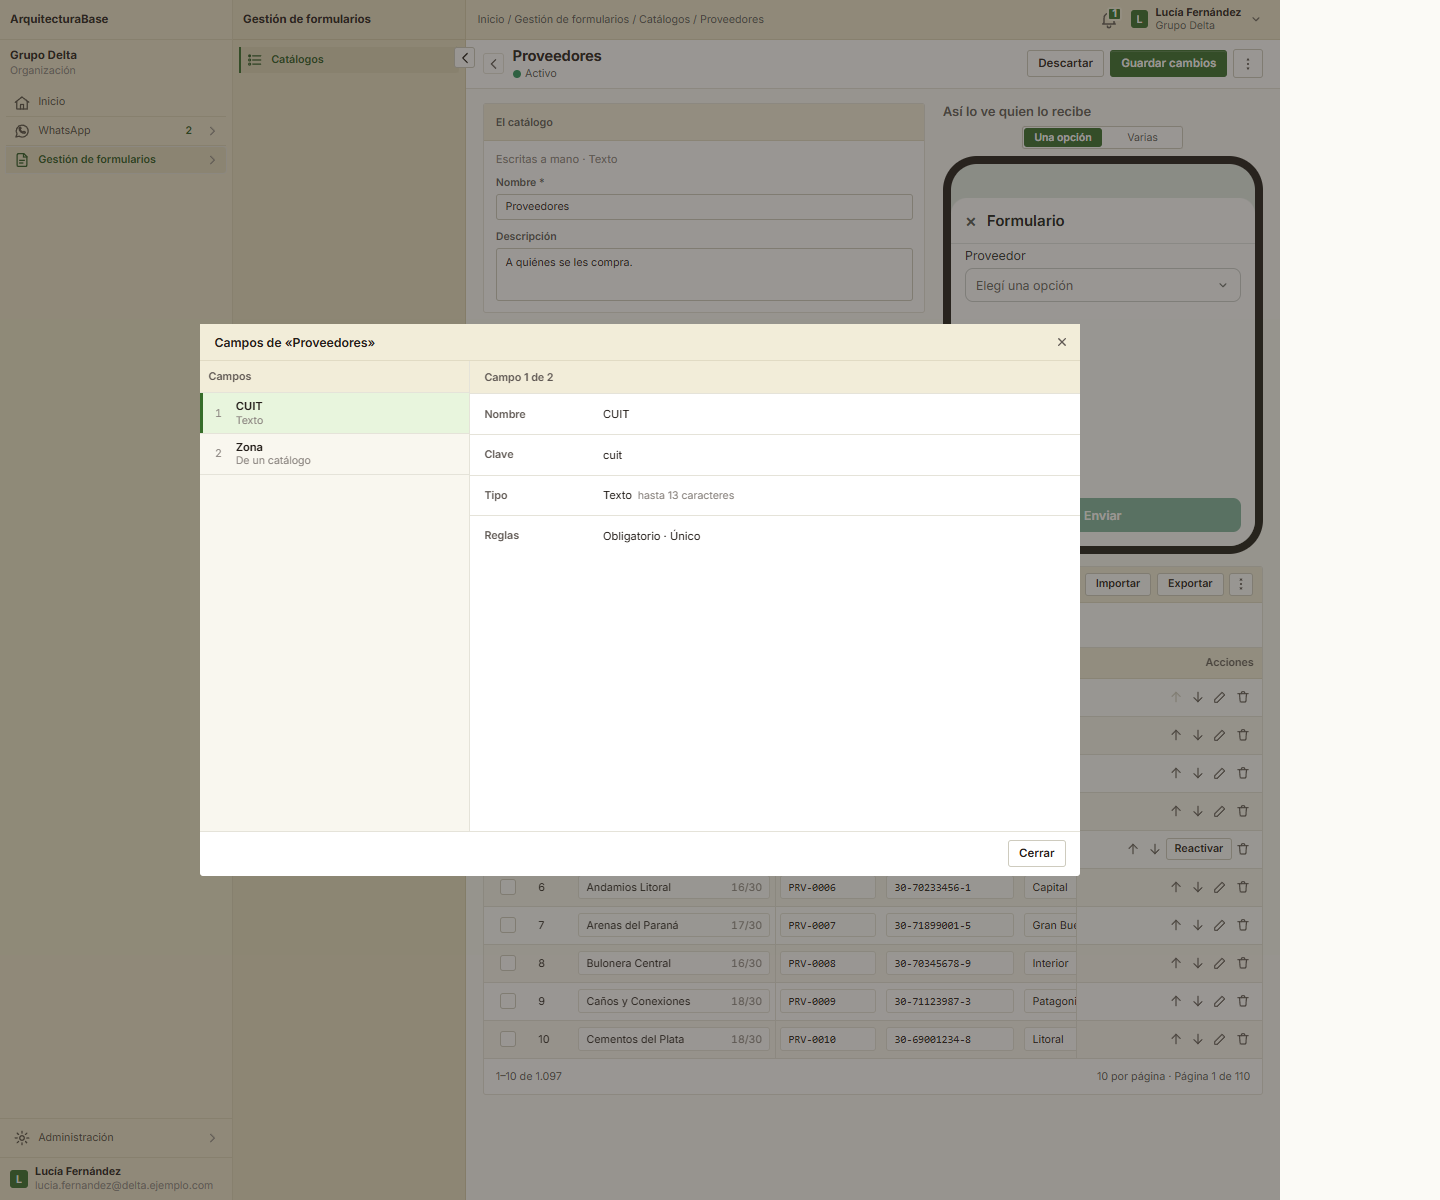 ArquitecturaBase
Gestión de formularios
Inicio / Gestión de formularios / Catálogos / Proveedores
1
L
Lucía Fernández
Grupo Delta
Grupo Delta
Organización
Inicio
WhatsApp 2
Gestión de formularios
Catálogos
Proveedores
Activo
Descartar
Guardar cambios
El catálogo
Escritas a mano · Texto
Nombre *
Proveedores
Descripción
A quiénes se les compra.
Así lo ve quien lo recibe
Una opción
Varias
Formulario
Proveedor
Elegí una opción
Enviar
Campos de «Proveedores»
Campos
1 CUIT
Texto
2 Zona
De un catálogo
Campo 1 de 2
Nombre CUIT
Clave cuit
Tipo Texto hasta 13 caracteres
Reglas Obligatorio · Único
Cerrar
Importar
Exportar
Acciones
Reactivar
6 Andamios Litoral 16/30 PRV-0006 30-70233456-1 Capital
7 Arenas del Paraná 17/30 PRV-0007 30-71899001-5 Gran Bue
8 Bulonera Central 16/30 PRV-0008 30-70345678-9 Interior
9 Caños y Conexiones 18/30 PRV-0009 30-71123987-3 Patagoni
10 Cementos del Plata 18/30 PRV-0010 30-69001234-8 Litoral
1–10 de 1.097
10 por página · Página 1 de 110
Administración
L
Lucía Fernández
lucia.fernandez@delta.ejemplo.com